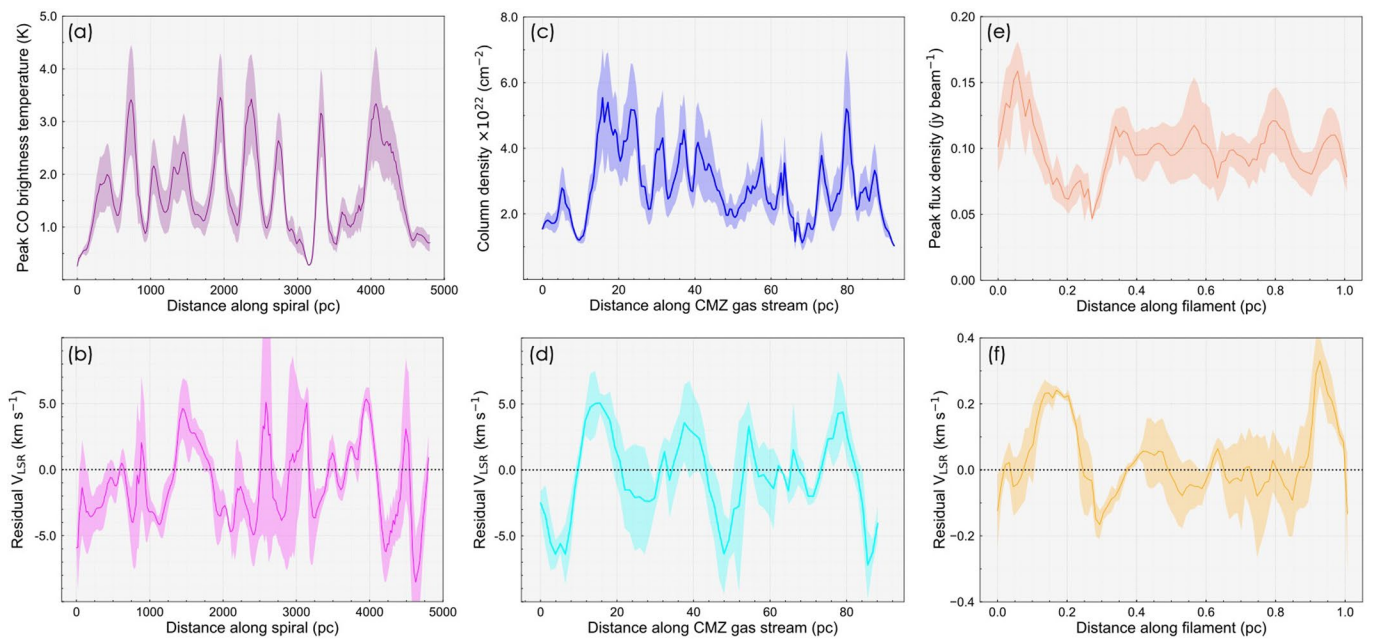 (a)
Peak CO brightness temperature (K)
5.0
4.0
3.0
2.0
1.0
0 1000 2000 3000 4000 5000
Distance along spiral (pc)
(c)
Column density ×10²² (cm⁻²)
8.0
6.0
4.0
2.0
0 20 40 60 80
Distance along CMZ gas stream (pc)
(e)
Peak flux density (jy beam⁻¹)
0.20
0.15
0.10
0.05
0.00
0.0 0.2 0.4 0.6 0.8 1.0
Distance along filament (pc)
(b)
Residual V_LSR (km s⁻¹)
5.0
0.0
-5.0
0 1000 2000 3000 4000 5000
Distance along spiral (pc)
(d)
Residual V_LSR (km s⁻¹)
5.0
0.0
-5.0
0 20 40 60 80
Distance along CMZ gas stream (pc)
(f)
Residual V_LSR (km s⁻¹)
0.4
0.2
0.0
−0.2
−0.4
0.0 0.2 0.4 0.6 0.8 1.0
Distance along filament (pc)